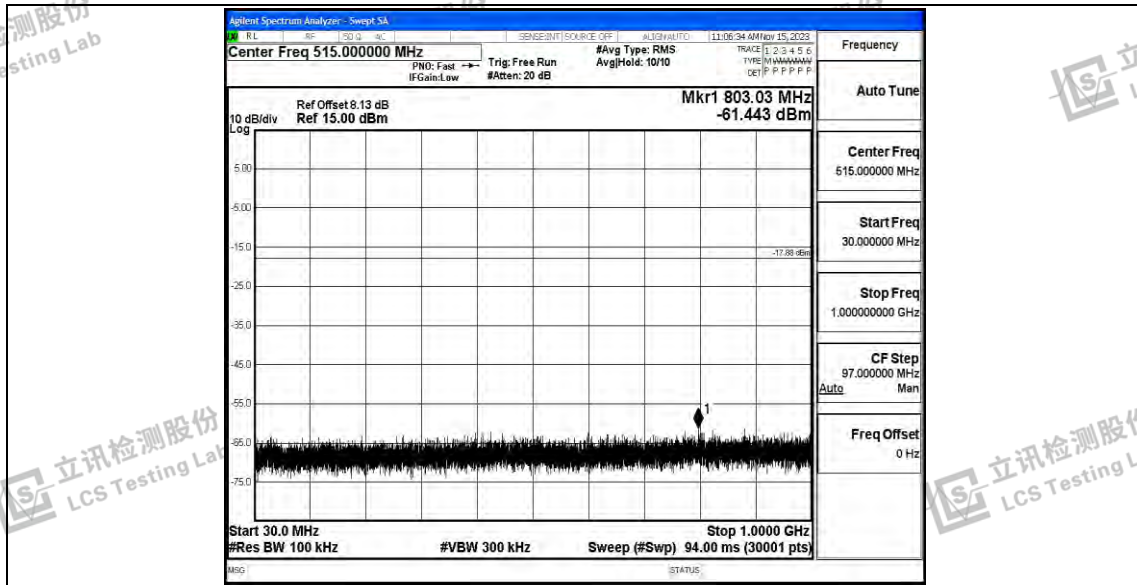 Agilent Spectrum Analyzer - Swept SA
RL RF 50 Ω AC SENSE:INT SOURCE OFF ALIGN AUTO 11:06:34 AM Nov 15, 2023
Center Freq 515.000000 MHz
PNO: Fast
IFGain:Low
Trig: Free Run
#Atten: 20 dB
#Avg Type: RMS
Avg|Hold: 10/10
TRACE 1 2 3 4 5 6
TYPE M
DET P P P P P P
Frequency
Mkr1 803.03 MHz
-61.443 dBm
Ref Offset 8.13 dB
10 dB/div Ref 15.00 dBm
Log
5.00
-5.00
-15.0
-17.88 dBm
-25.0
-35.0
-45.0
-55.0
1
-65.0
-75.0
Start 30.0 MHz Stop 1.0000 GHz
#Res BW 100 kHz #VBW 300 kHz Sweep (#Swp) 94.00 ms (30001 pts)
MSG STATUS
Auto Tune
Center Freq
515.000000 MHz
Start Freq
30.000000 MHz
Stop Freq
1.000000000 GHz
CF Step
97.000000 MHz
Auto Man
Freq Offset
0 Hz
立讯检测股份
LCS Testing Lab
立讯检测股份
LCS Testing L
测股份
esting Lab
立